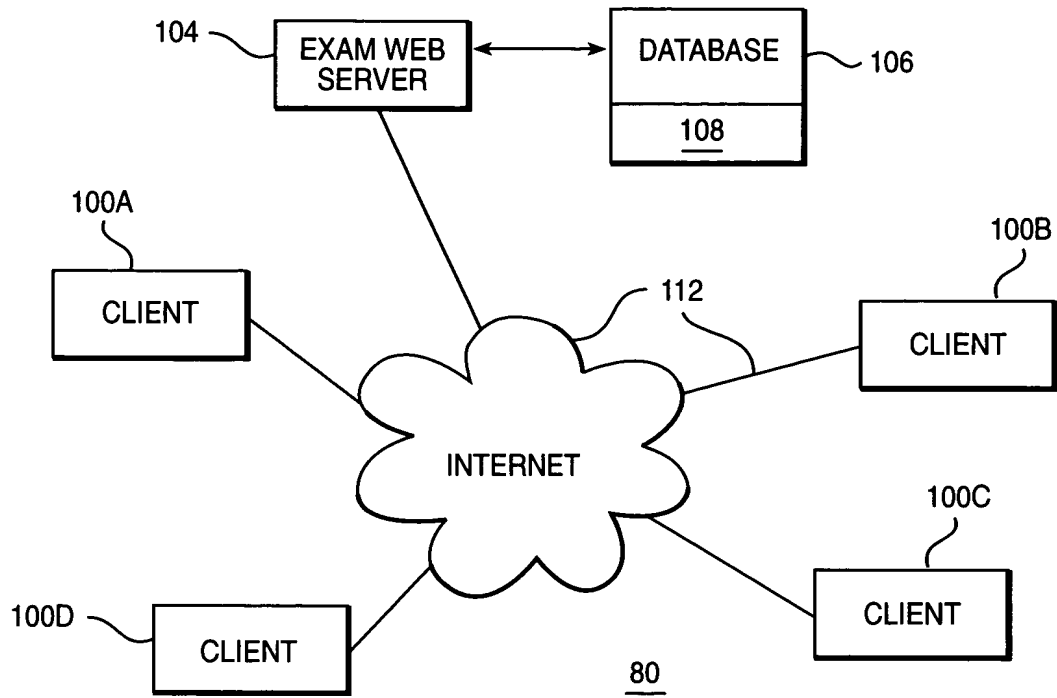 104
EXAM WEB
SERVER
DATABASE
106
108
100A
CLIENT
100B
CLIENT
112
INTERNET
100C
CLIENT
100D
CLIENT
80